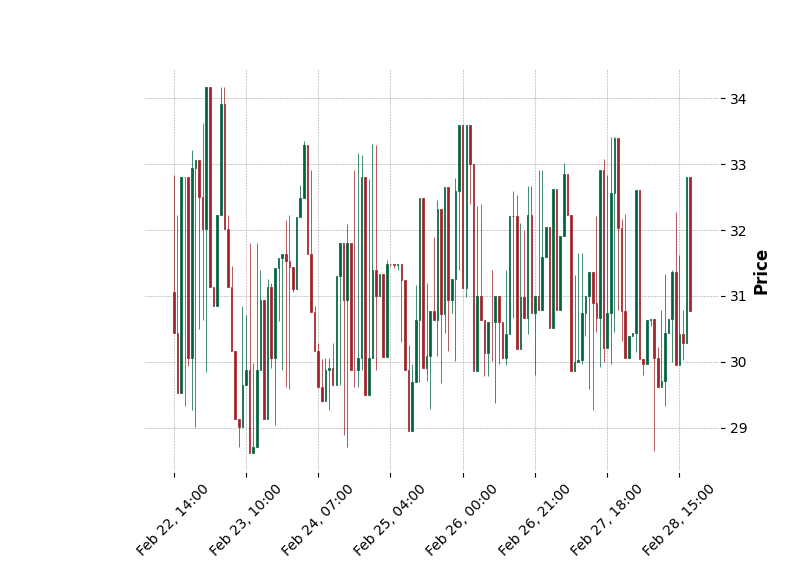 34
33
32
31
30
29
Price
Feb 22, 14:00
Feb 23, 10:00
Feb 24, 07:00
Feb 25, 04:00
Feb 26, 00:00
Feb 26, 21:00
Feb 27, 18:00
Feb 28, 15:00